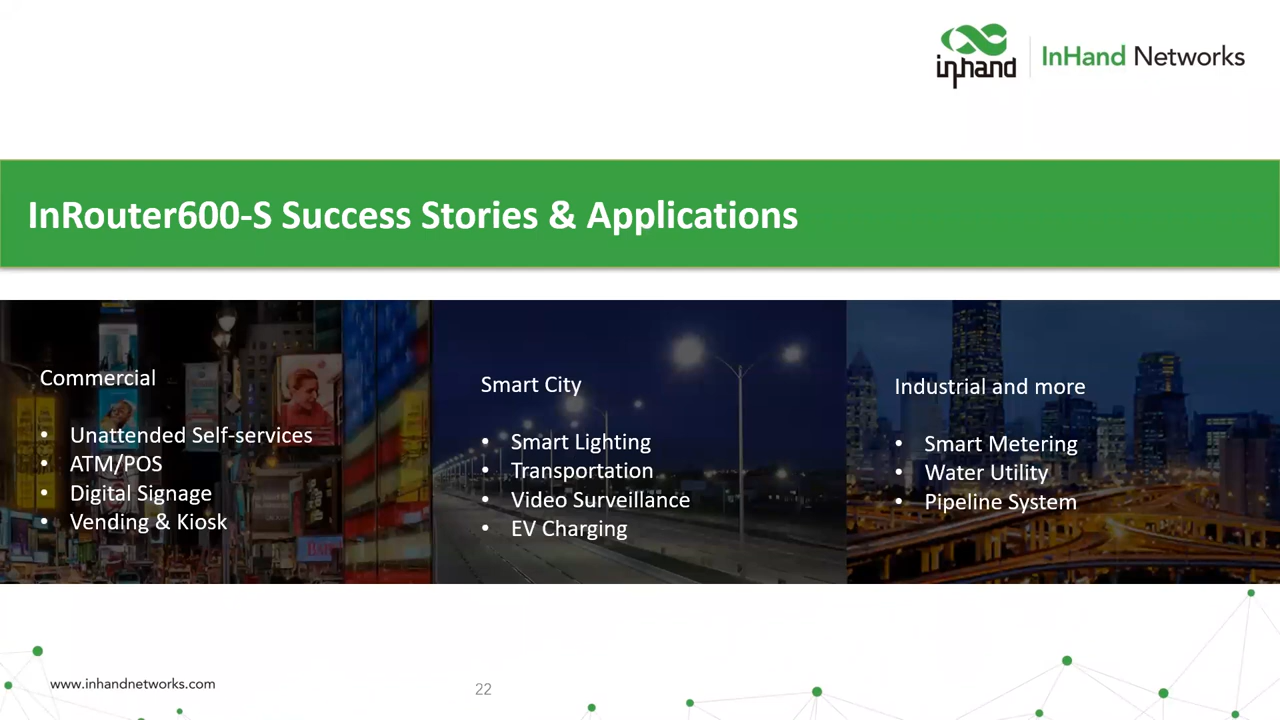 inhand
InHand Networks
InRouter600-S Success Stories & Applications
Commercial
• Unattended Self-services
• ATM/POS
• Digital Signage
• Vending & Kiosk
Smart City
• Smart Lighting
• Transportation
• Video Surveillance
• EV Charging
Industrial and more
• Smart Metering
• Water Utility
• Pipeline System
www.inhandnetworks.com
22